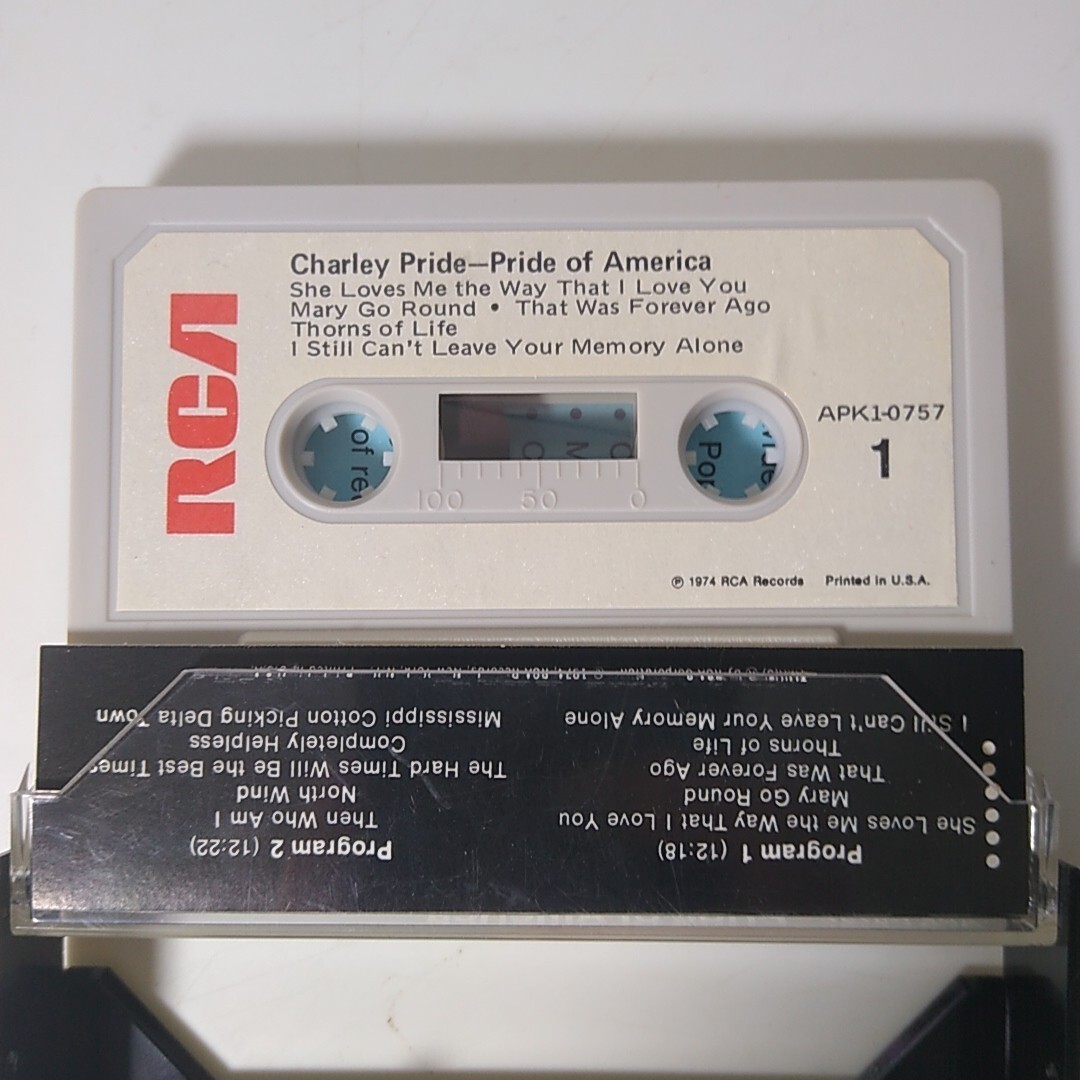 RCA
Charley Pride—Pride of America
She Loves Me the Way That I Love You
Mary Go Round • That Was Forever Ago
Thorns of Life
I Still Can't Leave Your Memory Alone
APK1-0757
1
of
100 50 0
℗ 1974 RCA Records Printed in U.S.A.
Program 1 (12:18)
She Loves Me the Way That I Love You
Mary Go Round
That Was Forever Ago
Thorns of Life
I Still Can't Leave Your Memory Alone
Program 2 (12:22)
Then Who Am I
North Wind
The Hard Times Will Be the Best Times
Completely Helpless
Mississippi Cotton Picking Delta Town